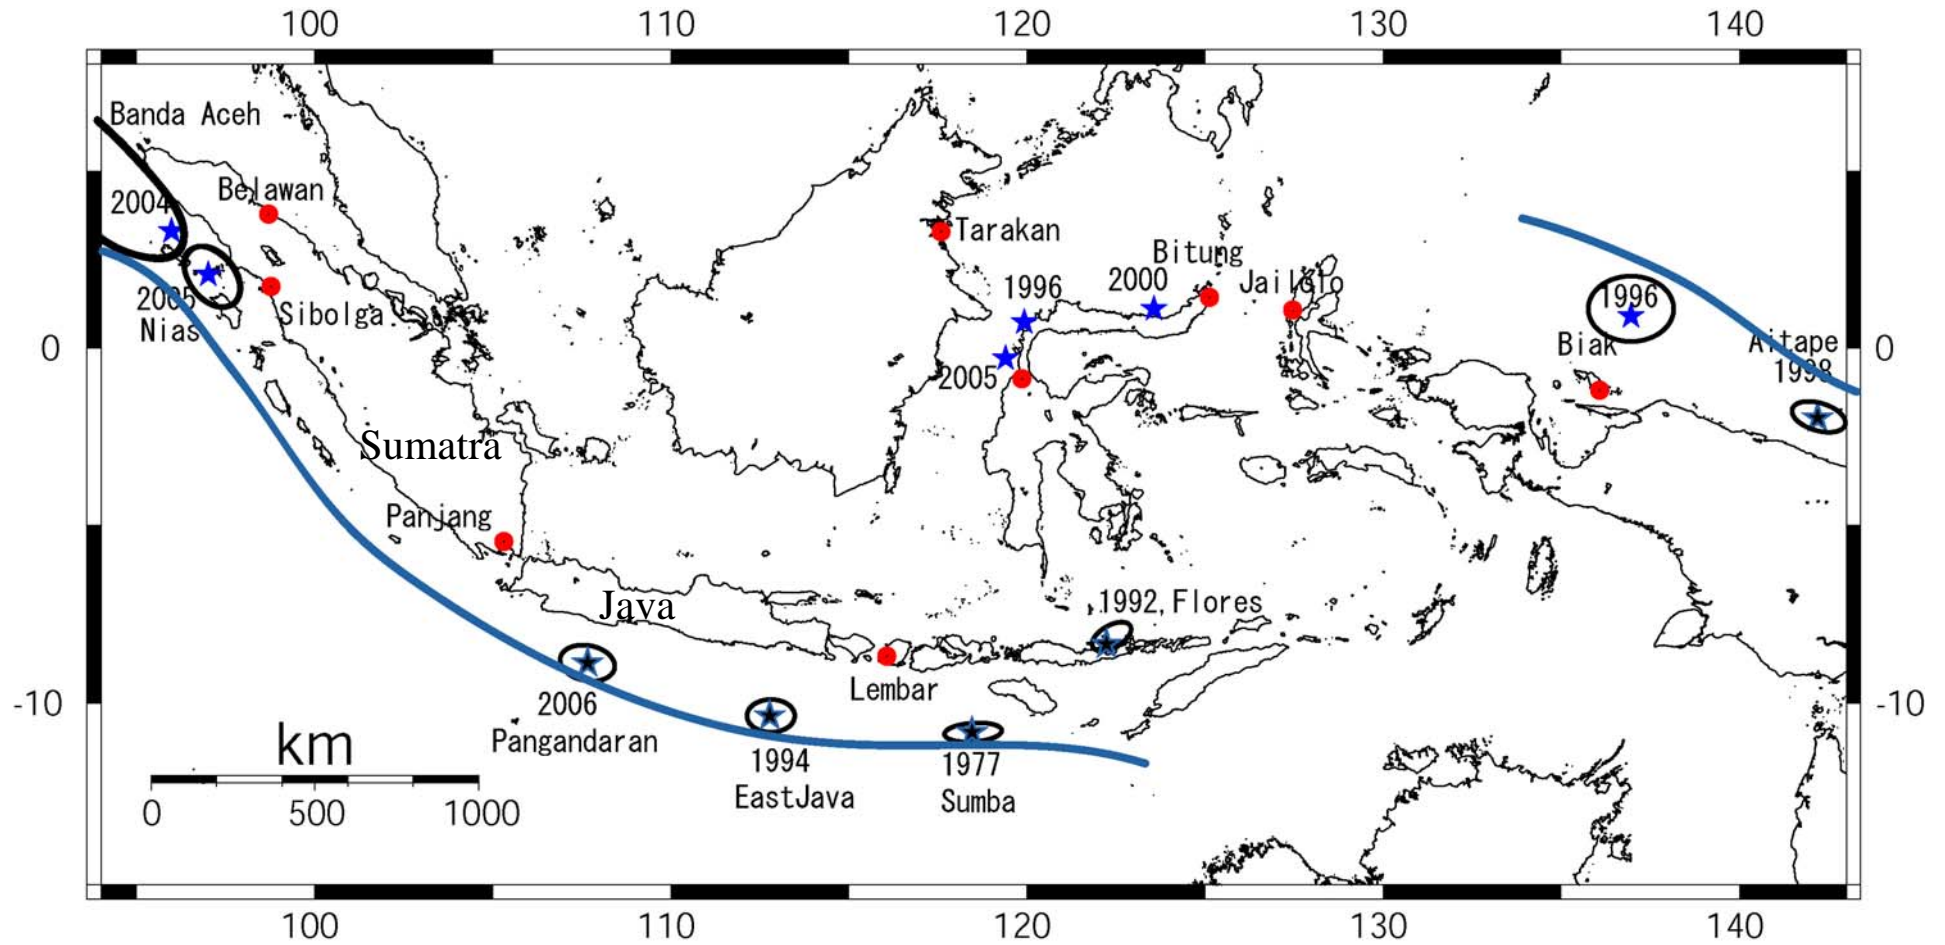 100 110 120 130 140
Banda Aceh
Belawan
2004
Tarakan
Bitung
2000
Jailolo
1996
1996
2005
Nias
Sibolga
0
0
Biak
Aitape
1998
2005
Sumatra
Panjang
Java
1992, Flores
Lembar
-10
-10
2006
Pangandaran
km
1994
EastJava
1977
Sumba
0 500 1000
100 110 120 130 140